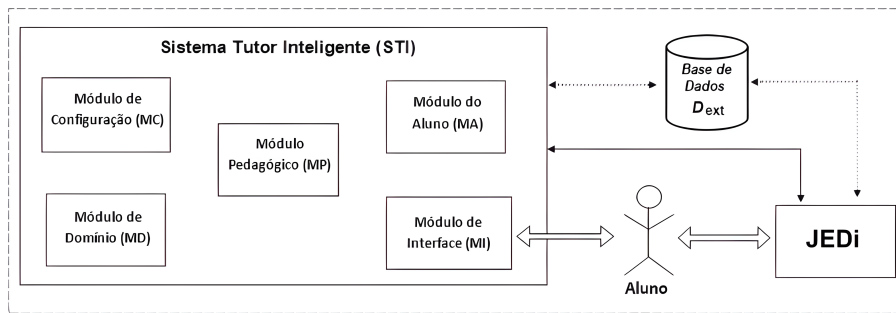 Sistema Tutor Inteligente (STI)
Módulo de
Configuração (MC)
Módulo
Pedagógico (MP)
Módulo do
Aluno (MA)
Módulo de
Domínio (MD)
Módulo de
Interface (MI)
Base de
Dados
Dext
Aluno
JEDi